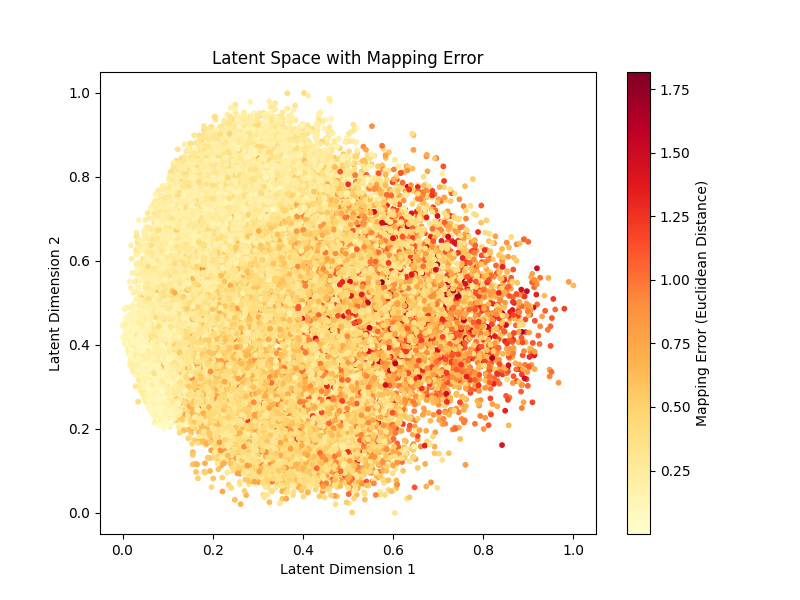 Latent Space with Mapping Error
1.0
0.8
0.6
0.4
0.2
0.0
Latent Dimension 2
0.0 0.2 0.4 0.6 0.8 1.0
Latent Dimension 1
1.75
1.50
1.25
1.00
0.75
0.50
0.25
Mapping Error (Euclidean Distance)